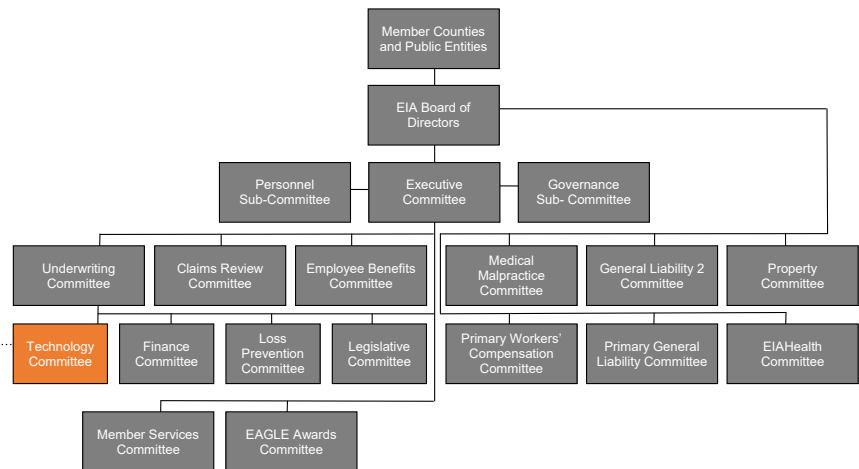 Member Counties
and Public Entities
EIA Board of
Directors
Personnel
Sub-Committee
Executive
Committee
Governance
Sub- Committee
Underwriting
Committee
Claims Review
Committee
Employee Benefits
Committee
Medical
Malpractice
Committee
General Liability 2
Committee
Property
Committee
Technology
Committee
Finance
Committee
Loss
Prevention
Committee
Legislative
Committee
Primary Workers'
Compensation
Committee
Primary General
Liability Committee
EIAHealth
Committee
Member Services
Committee
EAGLE Awards
Committee